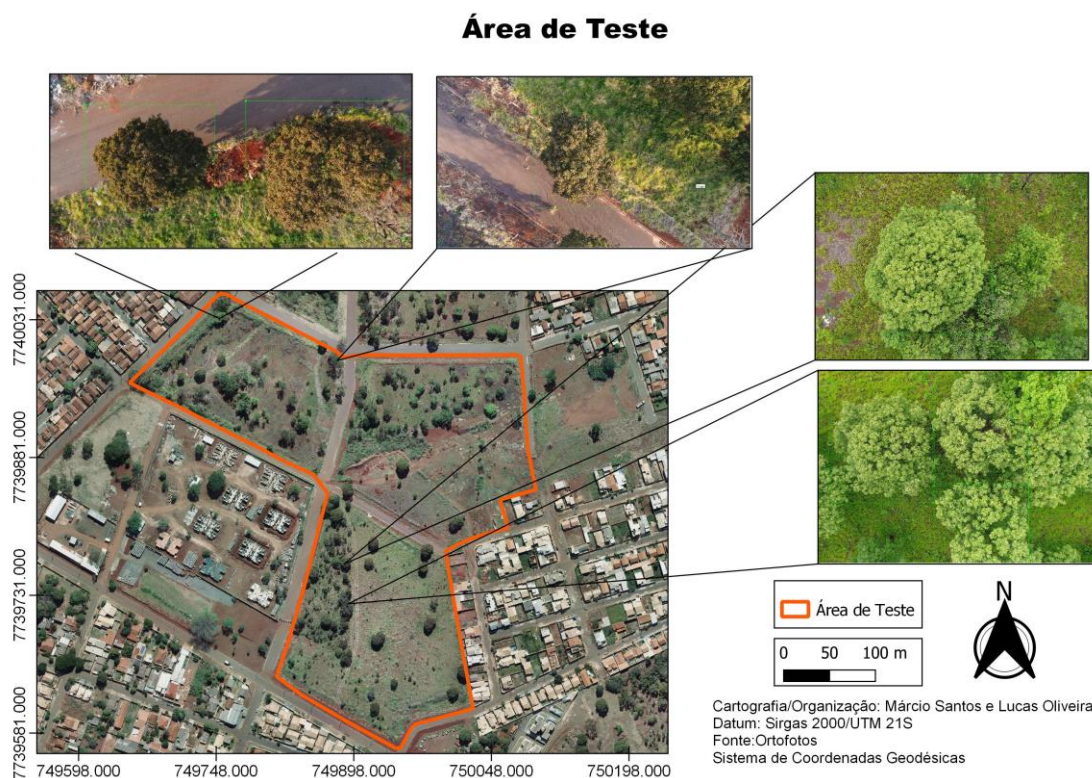 Área de Teste
7740031.000
7739881.000
7739731.000
7739581.000
749598.000
749748.000
749898.000
750048.000
750198.000
Área de Teste
0 50 100 m
N
Cartografia/Organização: Márcio Santos e Lucas Oliveira
Datum: Sirgas 2000/UTM 21S
Fonte:Ortofotos
Sistema de Coordenadas Geodésicas